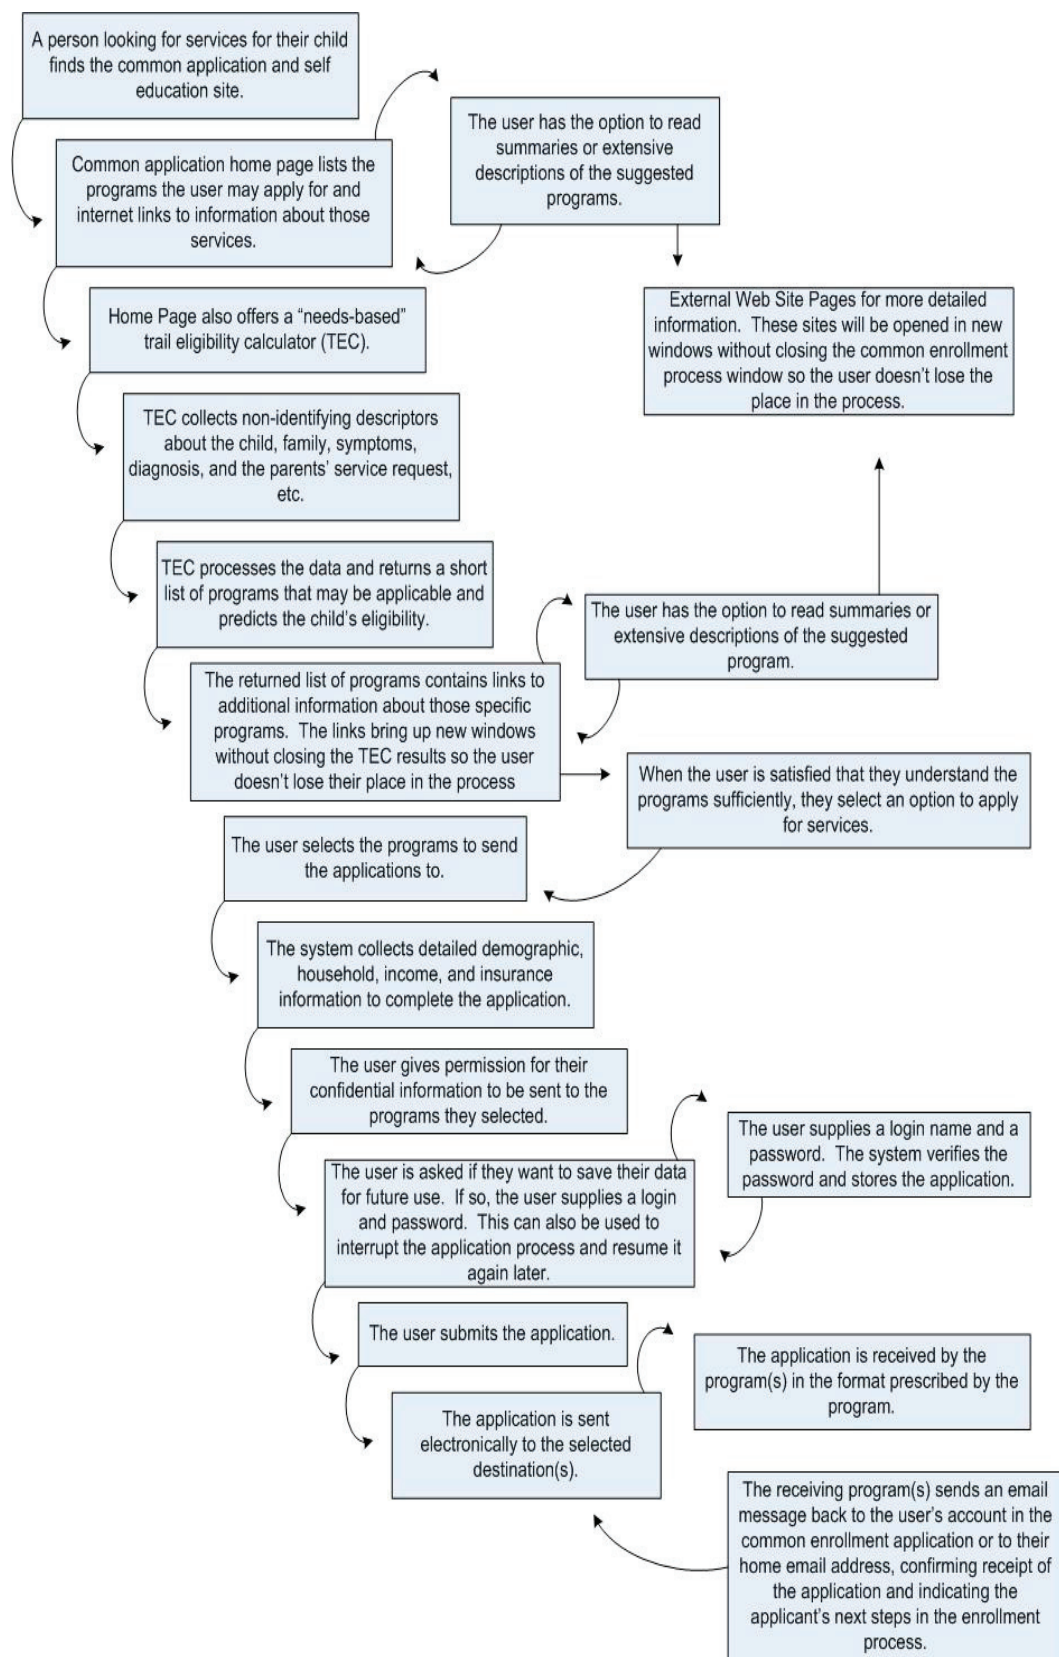 A person looking for services for their child
finds the common application and self
education site.
The user has the option to read
summaries or extensive
descriptions of the suggested
programs.
Common application home page lists the
programs the user may apply for and
internet links to information about those
services.
External Web Site Pages for more detailed
information.  These sites will be opened in new
windows without closing the common enrollment
process window so the user doesn't lose the
place in the process.
Home Page also offers a “needs-based”
trail eligibility calculator (TEC).
TEC collects non-identifying descriptors
about the child, family, symptoms,
diagnosis, and the parents' service request,
etc.
TEC processes the data and returns a short
list of programs that may be applicable and
predicts the child's eligibility.
The user has the option to read summaries or
extensive descriptions of the suggested
program.
The returned list of programs contains links to
additional information about those specific
programs.  The links bring up new windows
without closing the TEC results so the user
doesn't lose their place in the process
When the user is satisfied that they understand the
programs sufficiently, they select an option to apply
for services.
The user selects the programs to send
the applications to.
The system collects detailed demographic,
household, income, and insurance
information to complete the application.
The user gives permission for their
confidential information to be sent to the
programs they selected.
The user supplies a login name and a
password.  The system verifies the
password and stores the application.
The user is asked if they want to save their data
for future use.  If so, the user supplies a login
and password.  This can also be used to
interrupt the application process and resume it
again later.
The user submits the application.
The application is received by the
program(s) in the format prescribed by the
program.
The application is sent
electronically to the selected
destination(s).
The receiving program(s) sends an email
message back to the user's account in the
common enrollment application or to their
home email address, confirming receipt of
the application and indicating the
applicant's next steps in the enrollment
process.